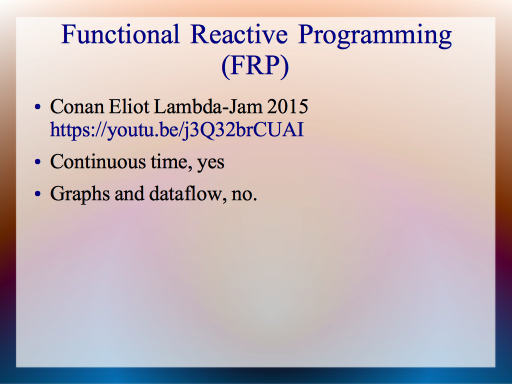 Functional Reactive Programming
(FRP)
• Conan Eliot Lambda-Jam 2015
https://youtu.be/j3Q32brCUAI
• Continuous time, yes
• Graphs and dataflow, no.